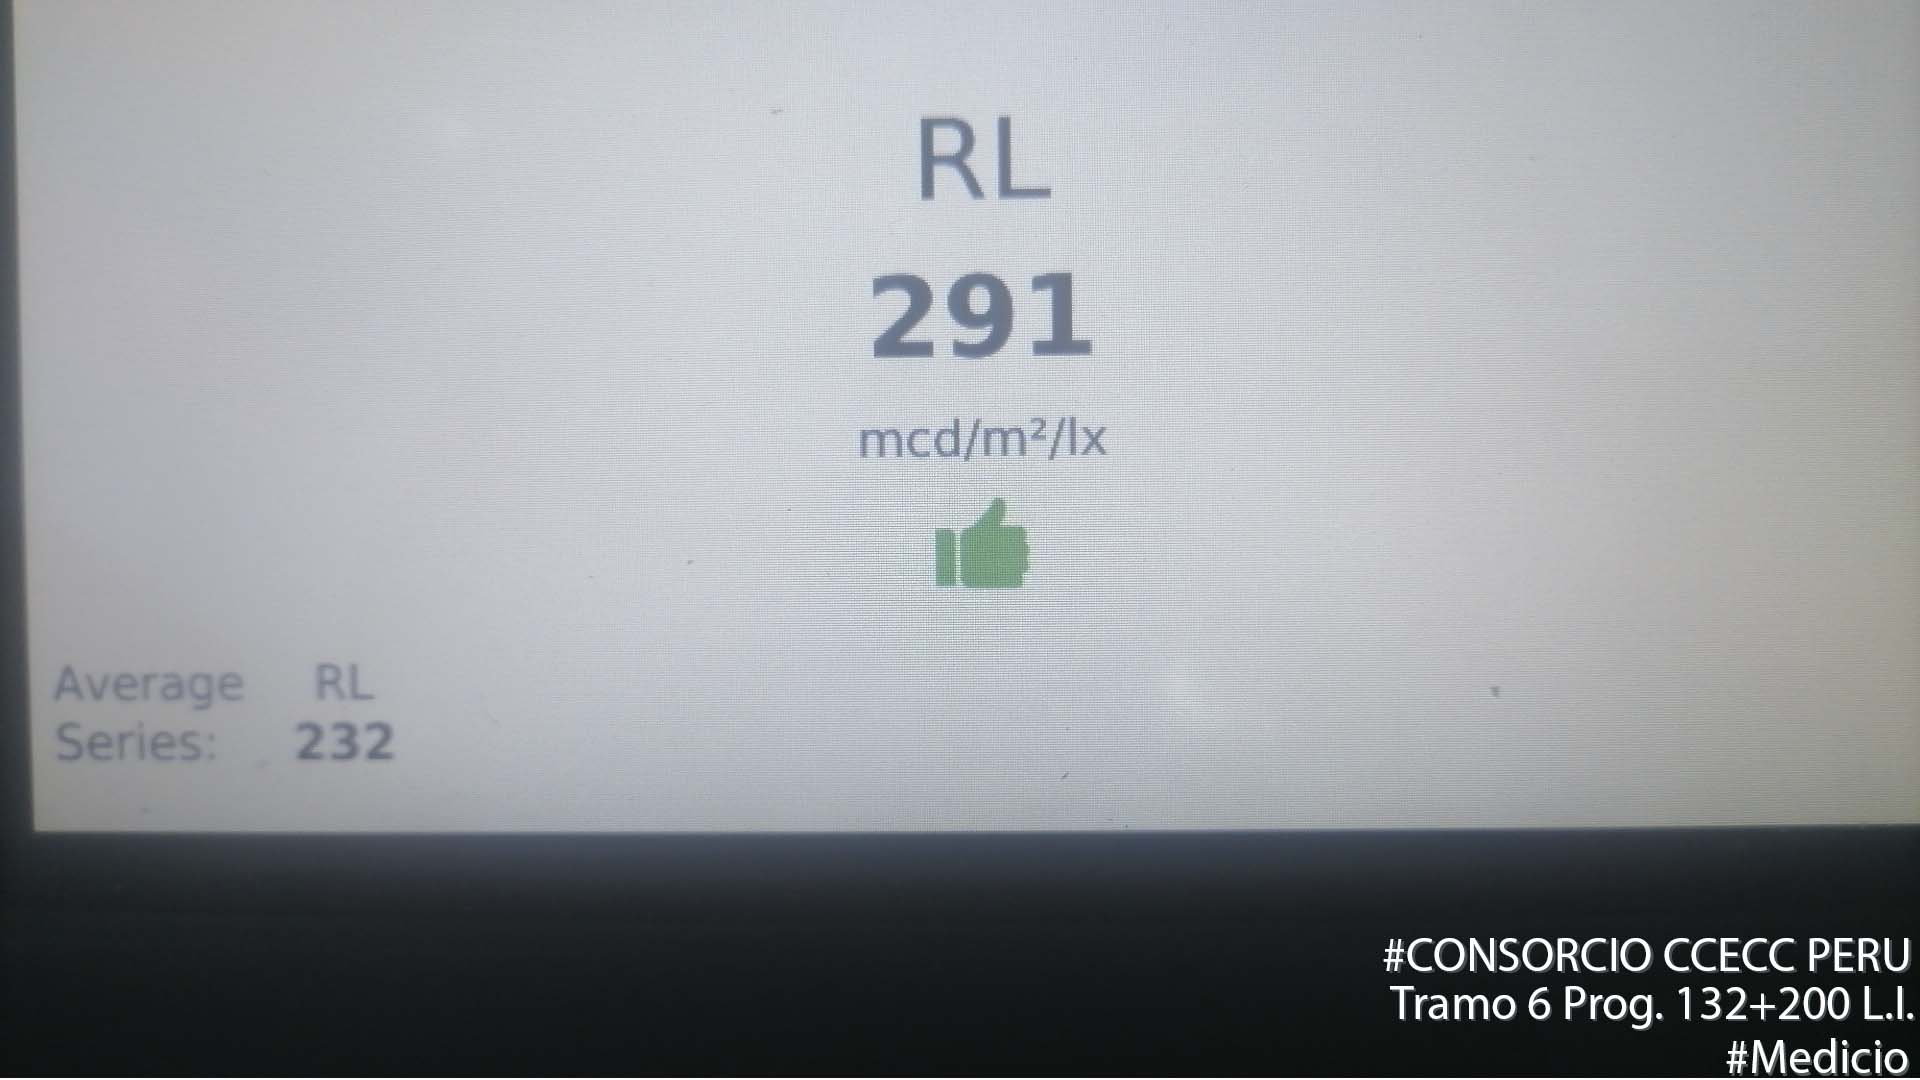 RL
291
mcd/m²/lx
Average RL
Series: 232
#CONSORCIO CCECC PERU
Tramo 6 Prog. 132+200 L.I.
#Medicio